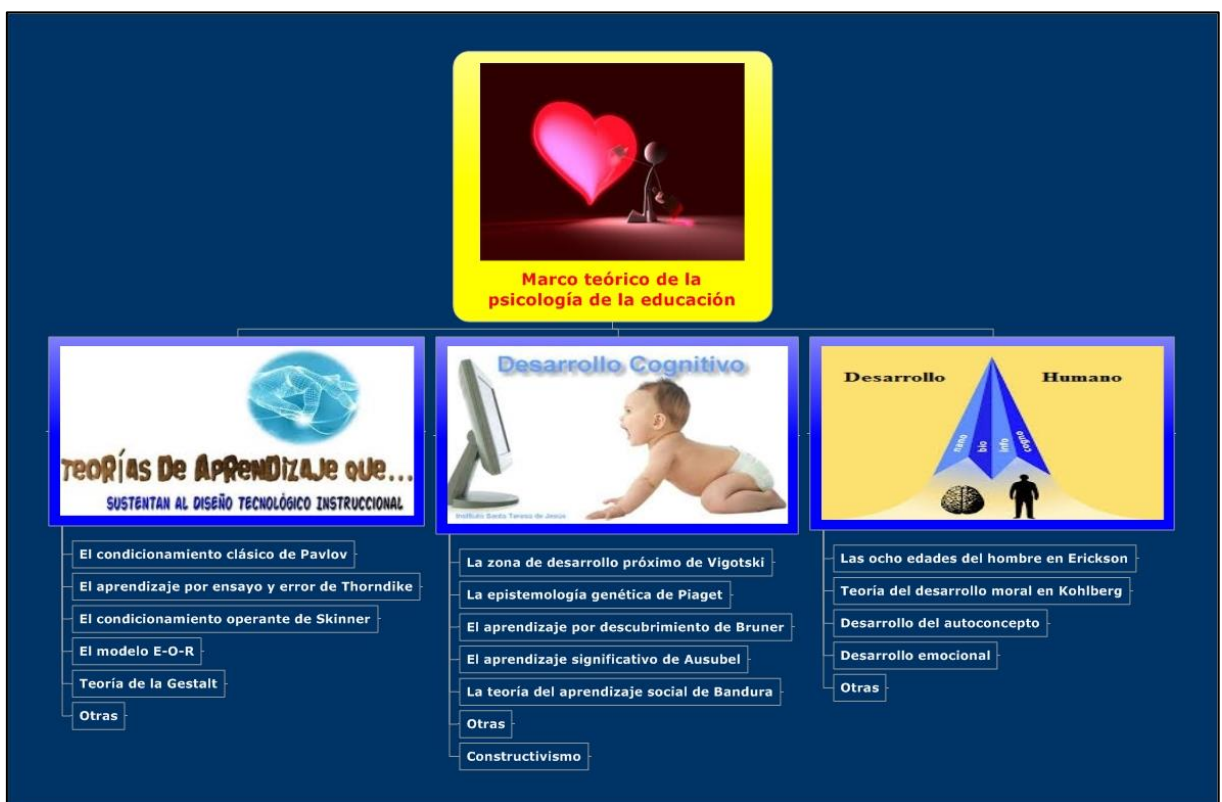 Marco teórico de la
psicología de la educación
TEORÍAS DE APRENDIZAJE QUE...
SUSTENTAN AL DISEÑO TECNOLÓGICO INSTRUCCIONAL
El condicionamiento clásico de Pavlov
El aprendizaje por ensayo y error de Thorndike
El condicionamiento operante de Skinner
El modelo E-O-R
Teoría de la Gestalt
Otras
Desarrollo Cognitivo
Instituto Santa Teresa de Jesús
La zona de desarrollo próximo de Vigotski
La epistemología genética de Piaget
El aprendizaje por descubrimiento de Bruner
El aprendizaje significativo de Ausubel
La teoría del aprendizaje social de Bandura
Otras
Constructivismo
Desarrollo Humano
nano
bio
info
cogno
Las ocho edades del hombre en Erickson
Teoría del desarrollo moral en Kohlberg
Desarrollo del autoconcepto
Desarrollo emocional
Otras